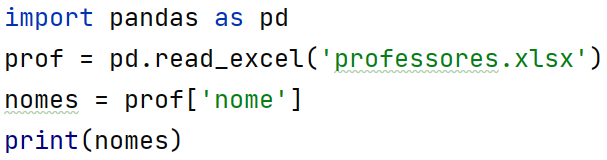 import pandas as pd
prof = pd.read_excel('professores.xlsx')
nomes = prof['nome']
print(nomes)